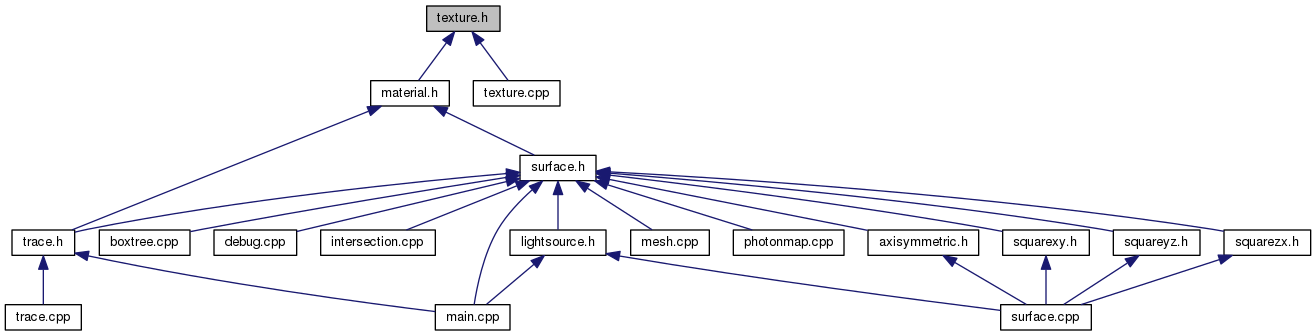 texture.h
material.h
texture.cpp
surface.h
trace.h
boxtree.cpp
debug.cpp
intersection.cpp
lightsource.h
mesh.cpp
photonmap.cpp
axisymmetric.h
squarexy.h
squareyz.h
squarezx.h
trace.cpp
main.cpp
surface.cpp